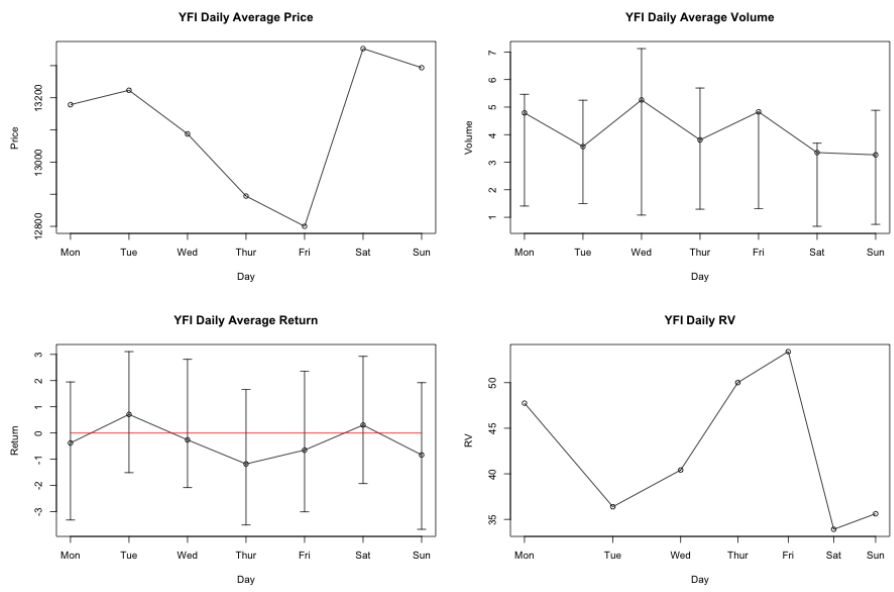 YFI Daily Average Price
Price
13200
13000
12800
Mon Tue Wed Thur Fri Sat Sun
Day
YFI Daily Average Volume
Volume
7
6
5
4
3
2
1
Mon Tue Wed Thur Fri Sat Sun
Day
YFI Daily Average Return
Return
3
2
1
0
-1
-2
-3
Mon Tue Wed Thur Fri Sat Sun
Day
YFI Daily RV
RV
50
45
40
35
Mon Tue Wed Thur Fri Sat Sun
Day